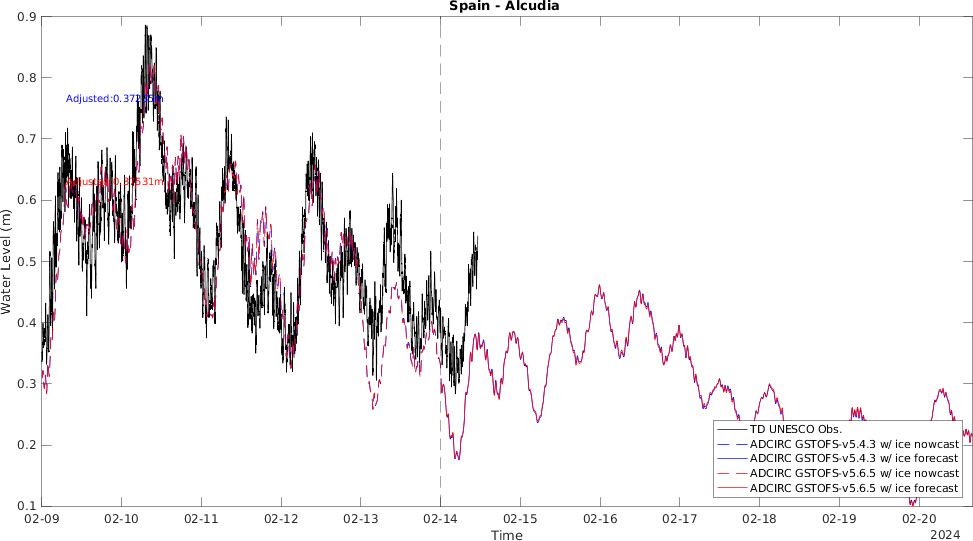 Spain - Alcudia
Water Level (m)
0.9
0.8
0.7
0.6
0.5
0.4
0.3
0.2
0.1
TD UNESCO Obs.
ADCIRC GSTOFS-v5.4.3 w/ ice nowcast
ADCIRC GSTOFS-v5.4.3 w/ ice forecast
ADCIRC GSTOFS-v5.6.5 w/ ice nowcast
ADCIRC GSTOFS-v5.6.5 w/ ice forecast
02-09 02-10 02-11 02-12 02-13 02-14 02-15 02-16 02-17 02-18 02-19 02-20
Time
2024